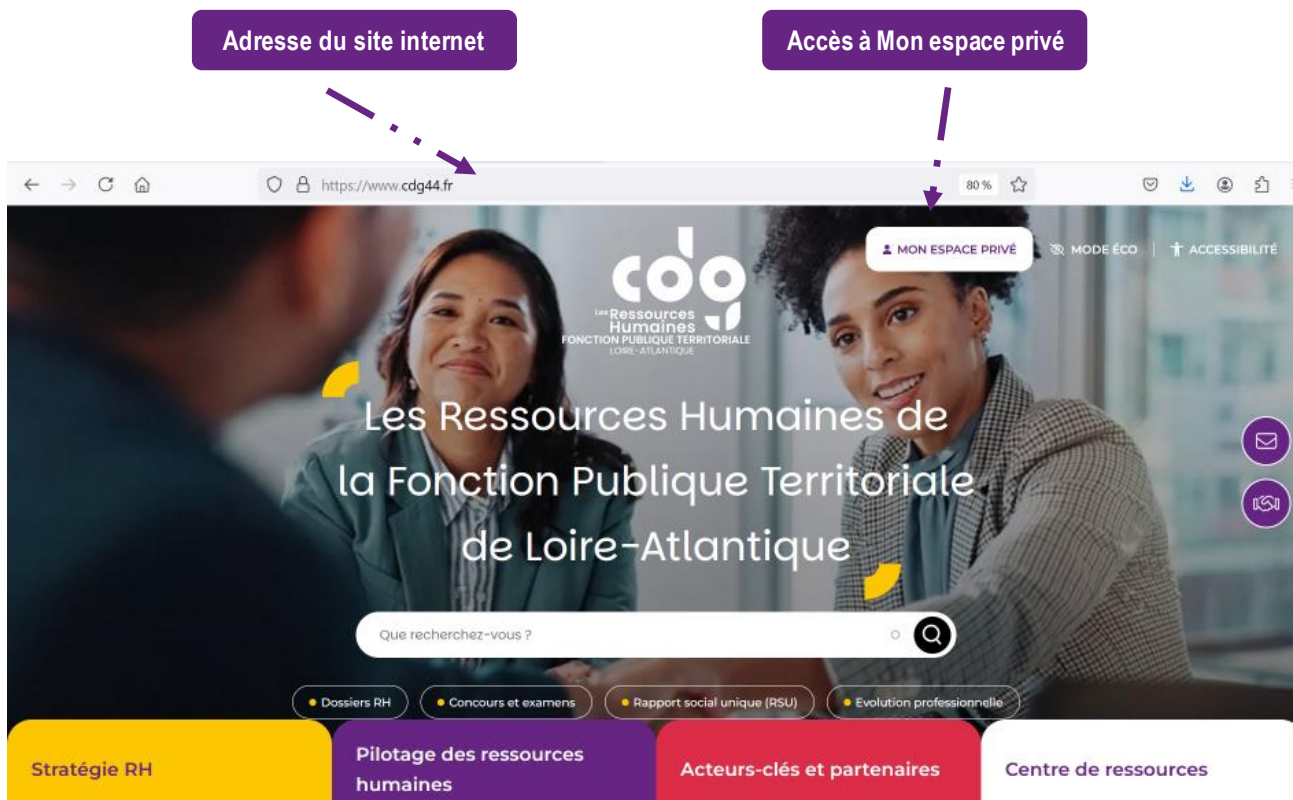 Adresse du site internet
Accès à Mon espace privé
https://www.cdg44.fr
80 %
MON ESPACE PRIVÉ
MODE ÉCO
ACCESSIBILITÉ
cdg
Les Ressources
Humaines
FONCTION PUBLIQUE TERRITORIALE
LOIRE-ATLANTIQUE
Les Ressources Humaines de
la Fonction Publique Territoriale
de Loire-Atlantique
Que recherchez-vous ?
Dossiers RH
Concours et examens
Rapport social unique (RSU)
Evolution professionnelle
Stratégie RH
Pilotage des ressources
humaines
Acteurs-clés et partenaires
Centre de ressources